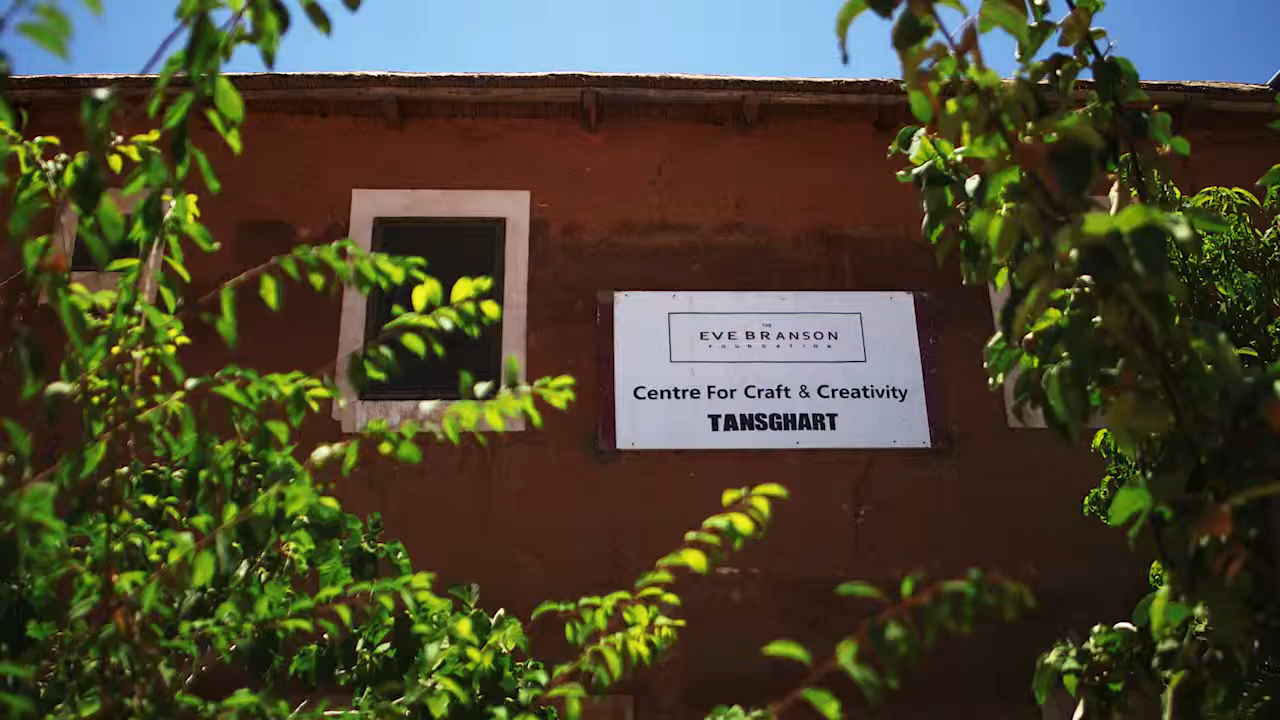 THE
EVE BRANSON
FOUNDATION
Centre For Craft & Creativity
TANSGHART